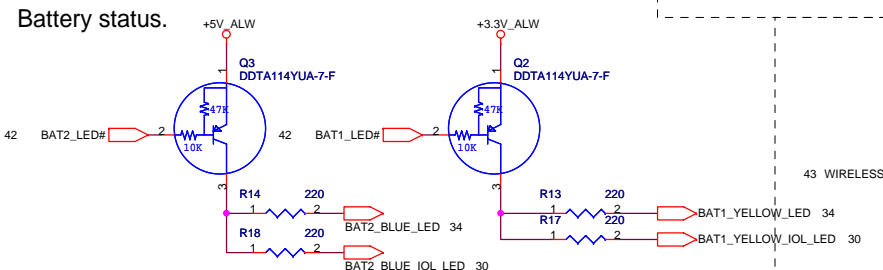 Battery status.
+5V_ALW
+3.3V_ALW
Q3
DDTA114YUA-7-F
Q2
DDTA114YUA-7-F
1
1
47K
47K
42 BAT2_LED# 2
10K
42 BAT1_LED# 2
10K
3
3
43 WIRELESS
R14 220
1 2
BAT2_BLUE_LED 34
R18 220
1 2
BAT2_BLUE_IOL_LED 30
R13 220
1 2
BAT1_YELLOW_LED 34
R17 220
1 2
BAT1_YELLOW_IOL_LED 30